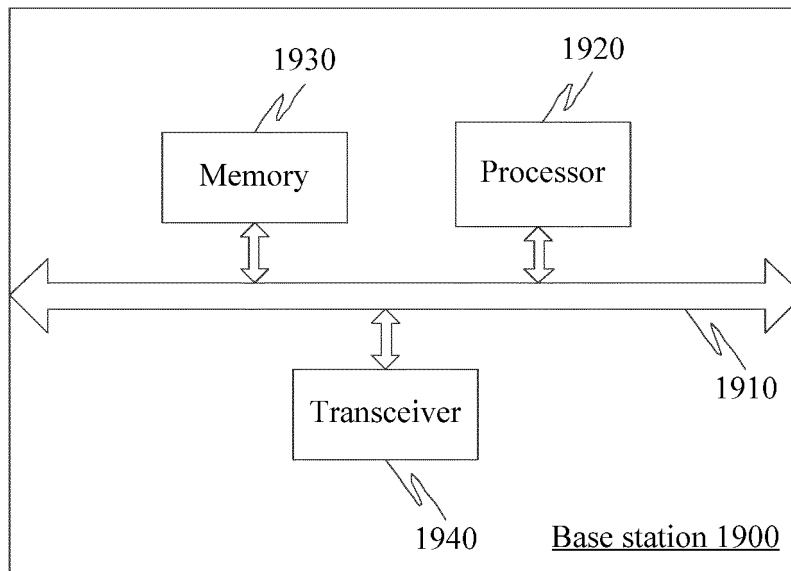 1930
1920
Memory
Processor
1910
Transceiver
1940
Base station 1900